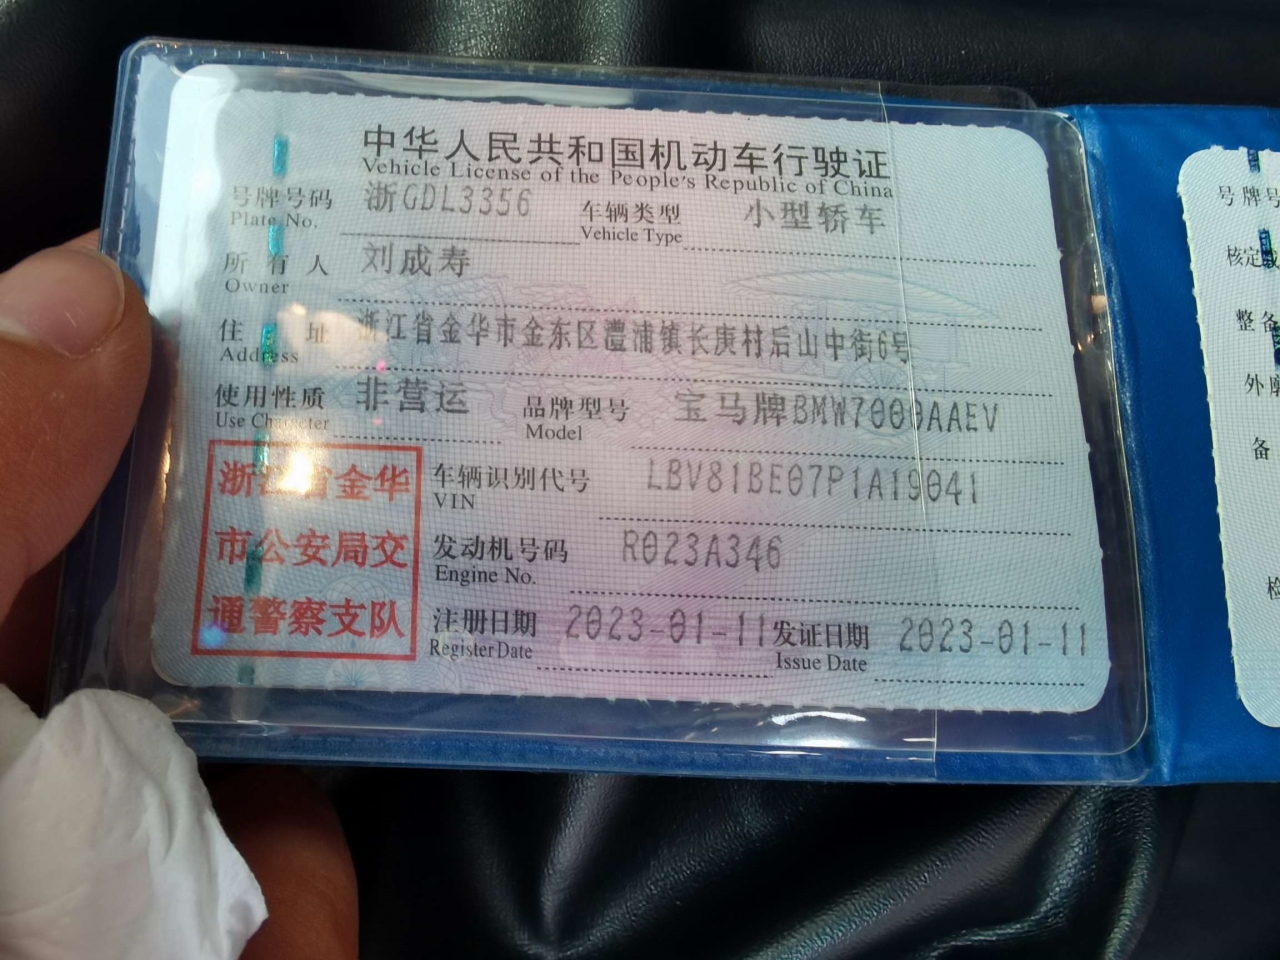 中华人民共和国机动车行驶证
Vehicle License of the People's Republic of China
号牌号码 浙GDL3356 车辆类型 小型轿车
Plate No. Vehicle Type
所有人 刘成寿
Owner
住址 浙江省金华市金东区澧浦镇长庚村后山中街6号
Address
使用性质 非营运 品牌型号 宝马牌BMW7000AAEV
Use Character Model
浙江省金华
市公安局交
通警察支队
车辆识别代号 LBV81BE07P1A19041
VIN
发动机号码 R023A346
Engine No.
注册日期 2023-01-11 发证日期 2023-01-11
Register Date Issue Date
号牌号
核定
整备
外廓
备
检